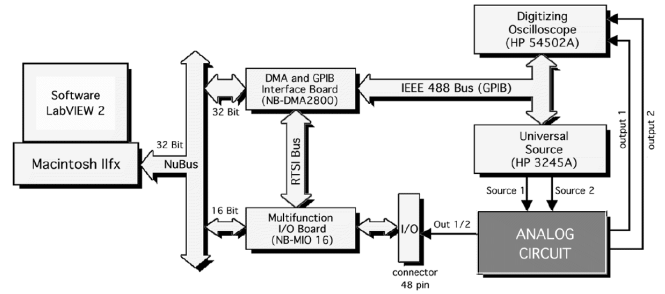 Software
LabVIEW 2
Macintosh IIfx
32 Bit
NuBus
32 Bit
16 Bit
DMA and GPIB
Interface Board
(NB-DMA2800)
RTSI Bus
Multifunction
I/O Board
(NB-MIO 16)
IEEE 488 Bus (GPIB)
I/O
connector
48 pin
Out 1/2
Digitizing
Oscilloscope
(HP 54502A)
Universal
Source
(HP 3245A)
Source 1
Source 2
ANALOG
CIRCUIT
output 1
output 2